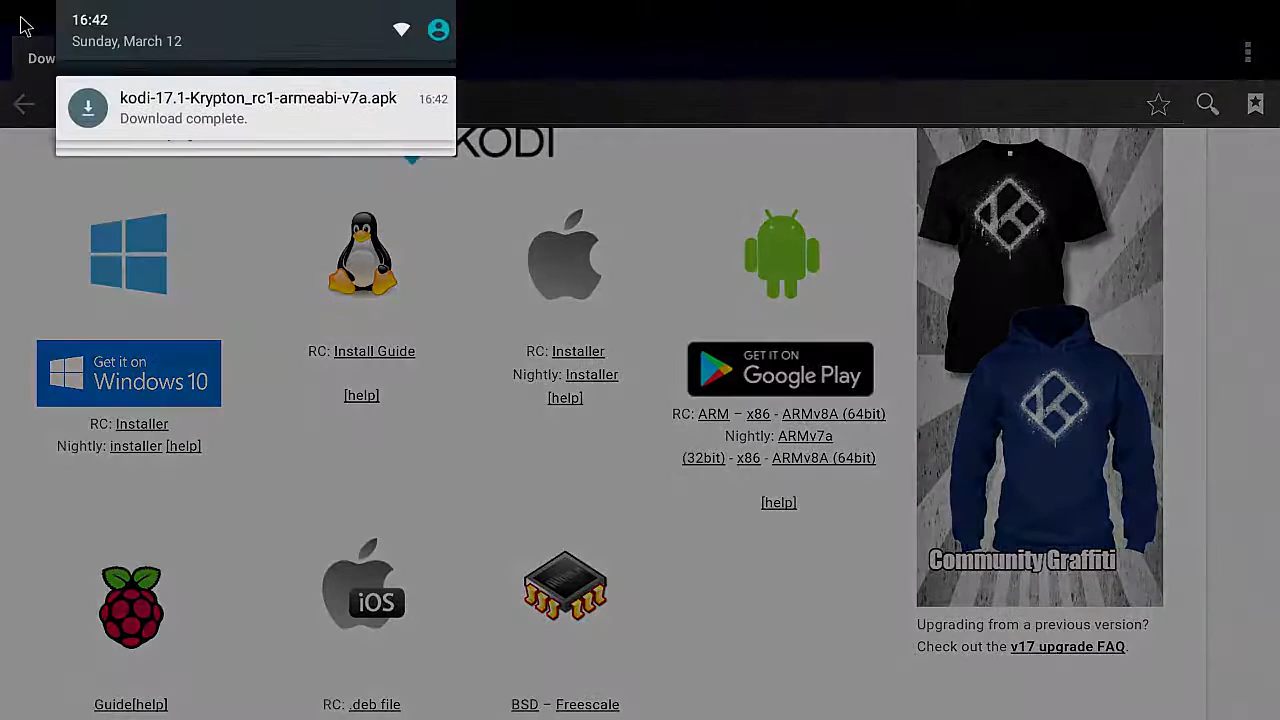 16:42
Sunday, March 12
Dow
kodi-17.1-Krypton_rc1-armeabi-v7a.apk
16:42
Download complete.
KODI
Get it on
Windows 10
RC: Installer
Nightly: installer [help]
RC: Install Guide
[help]
RC: Installer
Nightly: Installer
[help]
GET IT ON
Google Play
RC: ARM – x86 - ARMv8A (64bit)
Nightly: ARMv7a
(32bit) - x86 - ARMv8A (64bit)
[help]
Community Graffiti
Upgrading from a previous version?
Check out the v17 upgrade FAQ.
iOS
Guide[help]
RC: .deb file
BSD – Freescale